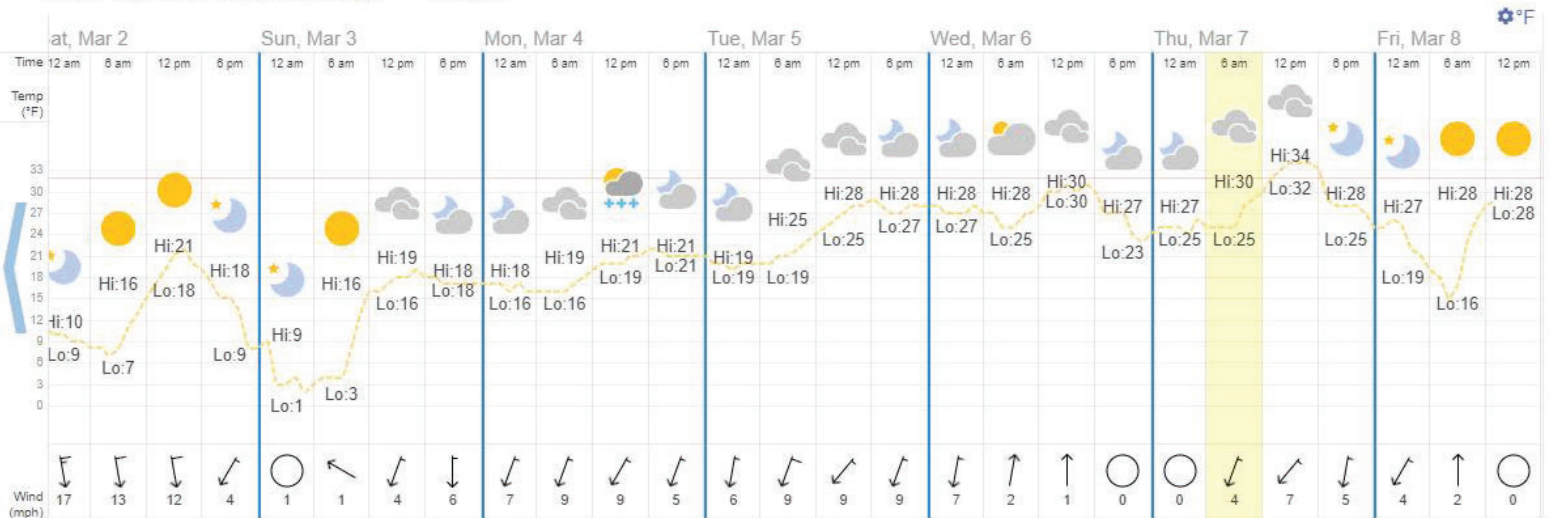 °F
at, Mar 2 Sun, Mar 3 Mon, Mar 4 Tue, Mar 5 Wed, Mar 6 Thu, Mar 7 Fri, Mar 8
Time 12 am 6 am 12 pm 6 pm 12 am 6 am 12 pm 6 pm 12 am 6 am 12 pm 6 pm 12 am 6 am 12 pm 6 pm 12 am 6 am 12 pm 6 pm 12 am 6 am 12 pm 6 pm 12 am 6 am 12 pm
Temp
(°F)
33
30
27
24
21
18
15
12
9
6
3
0
Hi:10 Hi:16 Hi:21 Hi:18 Hi:9 Hi:16 Hi:19 Hi:18 Hi:18 Hi:19 Hi:21 Hi:21 Hi:19 Hi:25 Hi:28 Hi:28 Hi:28 Hi:28 Hi:30 Hi:27 Hi:27 Hi:30 Hi:34 Hi:28 Hi:27 Hi:28 Hi:28
Lo:9 Lo:7 Lo:18 Lo:9 Lo:1 Lo:3 Lo:16 Lo:18 Lo:16 Lo:16 Lo:19 Lo:21 Lo:19 Lo:19 Lo:25 Lo:27 Lo:27 Lo:25 Lo:30 Lo:23 Lo:25 Lo:25 Lo:32 Lo:25 Lo:19 Lo:16 Lo:28
Wind 17 13 12 4 1 1 4 6 7 9 9 5 6 9 9 9 7 2 1 0 0 4 7 5 4 2 0
(mph)